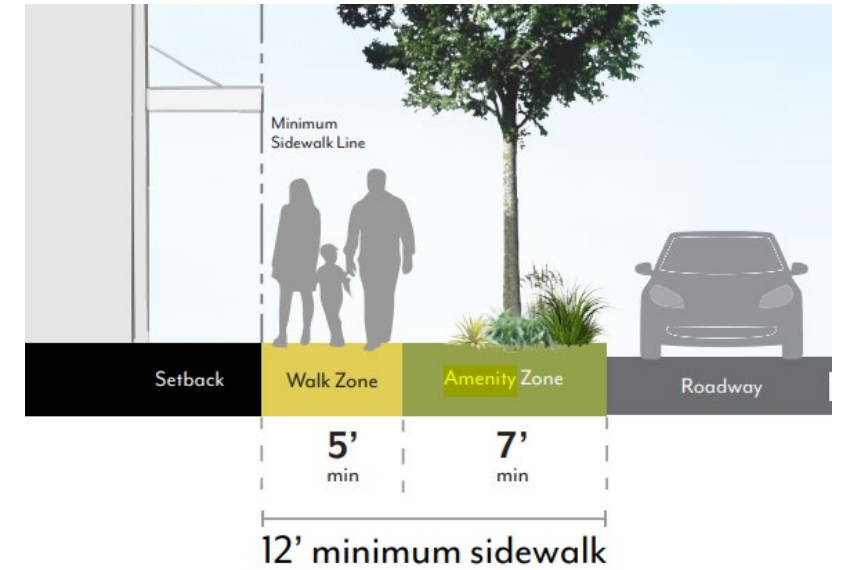 Minimum
Sidewalk Line
Setback
Walk Zone
Amenity Zone
Roadway
5’
min
7’
min
12’ minimum sidewalk